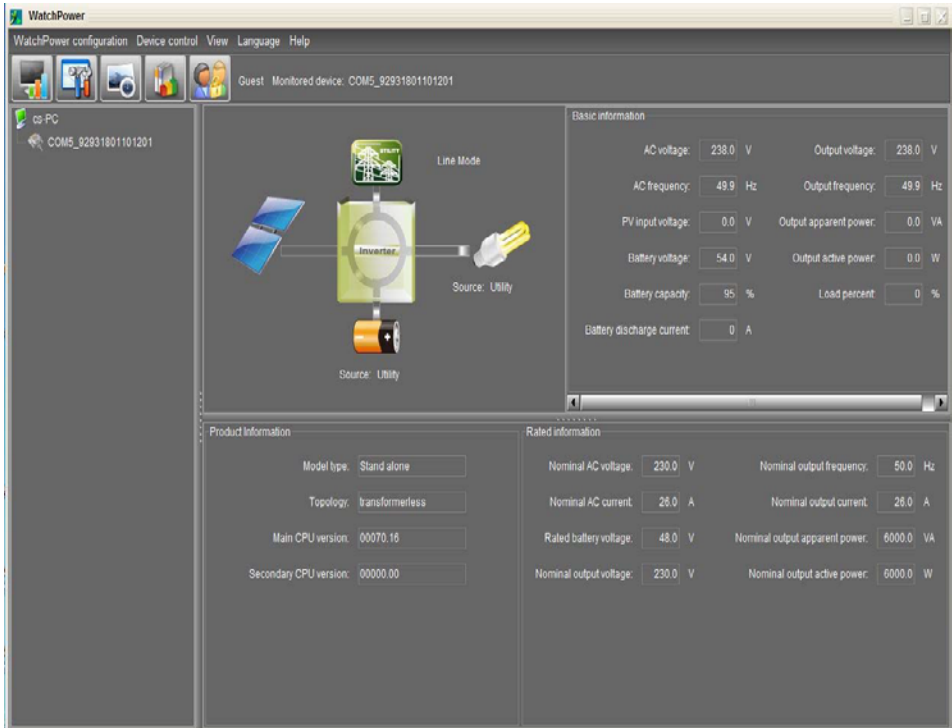 WatchPower
WatchPower configuration Device control View Language Help
Guest Monitored device: COM5_92931801101201
cs-PC
COM5_92931801101201
UTILITY
Line Mode
Inverter
Source: Utility
Source: Utility
Basic information
AC voltage: 238.0 V Output voltage: 238.0 V
AC frequency: 49.9 Hz Output frequency: 49.9 Hz
PV input voltage: 0.0 V Output apparent power: 0.0 VA
Battery voltage: 54.0 V Output active power: 0.0 W
Battery capacity: 95 % Load percent: 0 %
Battery discharge current: 0 A
Product Information
Model type: Stand alone
Topology: transformerless
Main CPU version: 00070.16
Secondary CPU version: 00000.00
Rated information
Nominal AC voltage: 230.0 V Nominal output frequency: 50.0 Hz
Nominal AC current: 26.0 A Nominal output current: 26.0 A
Rated battery voltage: 48.0 V Nominal output apparent power: 6000.0 VA
Nominal output voltage: 230.0 V Nominal output active power: 6000.0 W